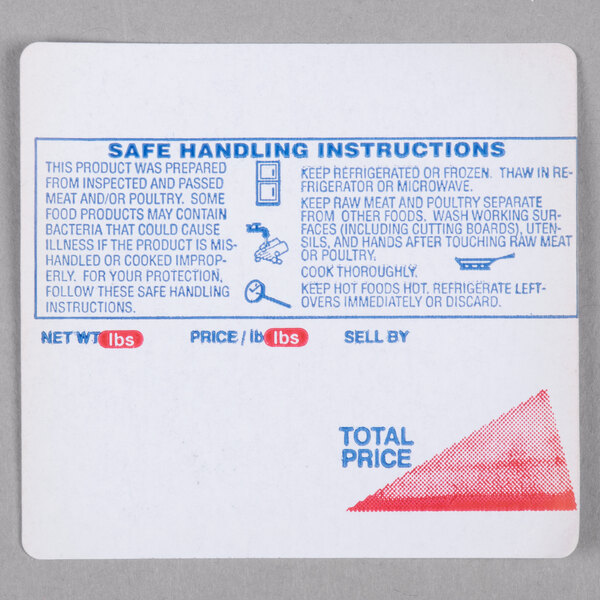 SAFE HANDLING INSTRUCTIONS
THIS PRODUCT WAS PREPARED
FROM INSPECTED AND PASSED
MEAT AND/OR POULTRY. SOME
FOOD PRODUCTS MAY CONTAIN
BACTERIA THAT COULD CAUSE
ILLNESS IF THE PRODUCT IS MIS-
HANDLED OR COOKED IMPROP-
ERLY. FOR YOUR PROTECTION,
FOLLOW THESE SAFE HANDLING
INSTRUCTIONS.
KEEP REFRIGERATED OR FROZEN. THAW IN RE-
FRIGERATOR OR MICROWAVE.
KEEP RAW MEAT AND POULTRY SEPARATE
FROM OTHER FOODS. WASH WORKING SUR-
FACES (INCLUDING CUTTING BOARDS), UTEN-
SILS, AND HANDS AFTER TOUCHING RAW MEAT
OR POULTRY.
COOK THOROUGHLY.
KEEP HOT FOODS HOT. REFRIGERATE LEFT-
OVERS IMMEDIATELY OR DISCARD.
NET WT lbs PRICE / lb lbs SELL BY
TOTAL
PRICE